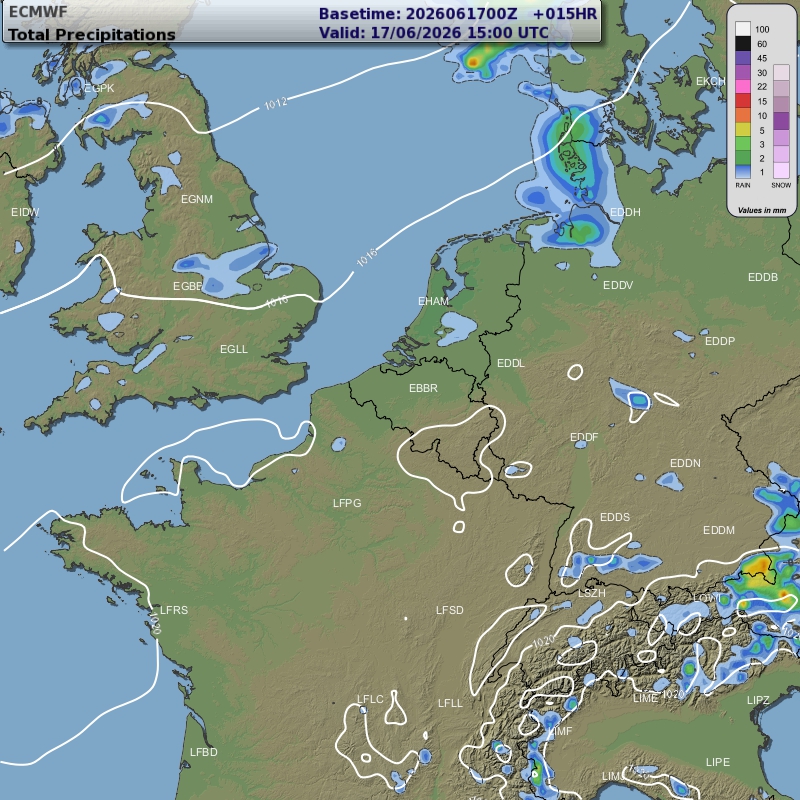 ECMWF
Basetime: 2026061700Z +015HR
Total Precipitations
Valid: 17/06/2026 15:00 UTC
100
60
45
30
22
15
10
5
3
2
1
RAIN
SNOW
Values in mm
EGPK
EKCH
1012
EGNM
EIDW
EDDH
1016
EGBB
1016
EDDV
EDDB
EHAM
EGLL
EDDP
EDDL
EBBR
EDDF
EDDN
LFPG
EDDS
EDDM
LSZH
LOWI
LFRS
LFSD
1020
1020
LFLC
LFLL
LIME
1020
LIPZ
LIMF
LFBD
LIPE